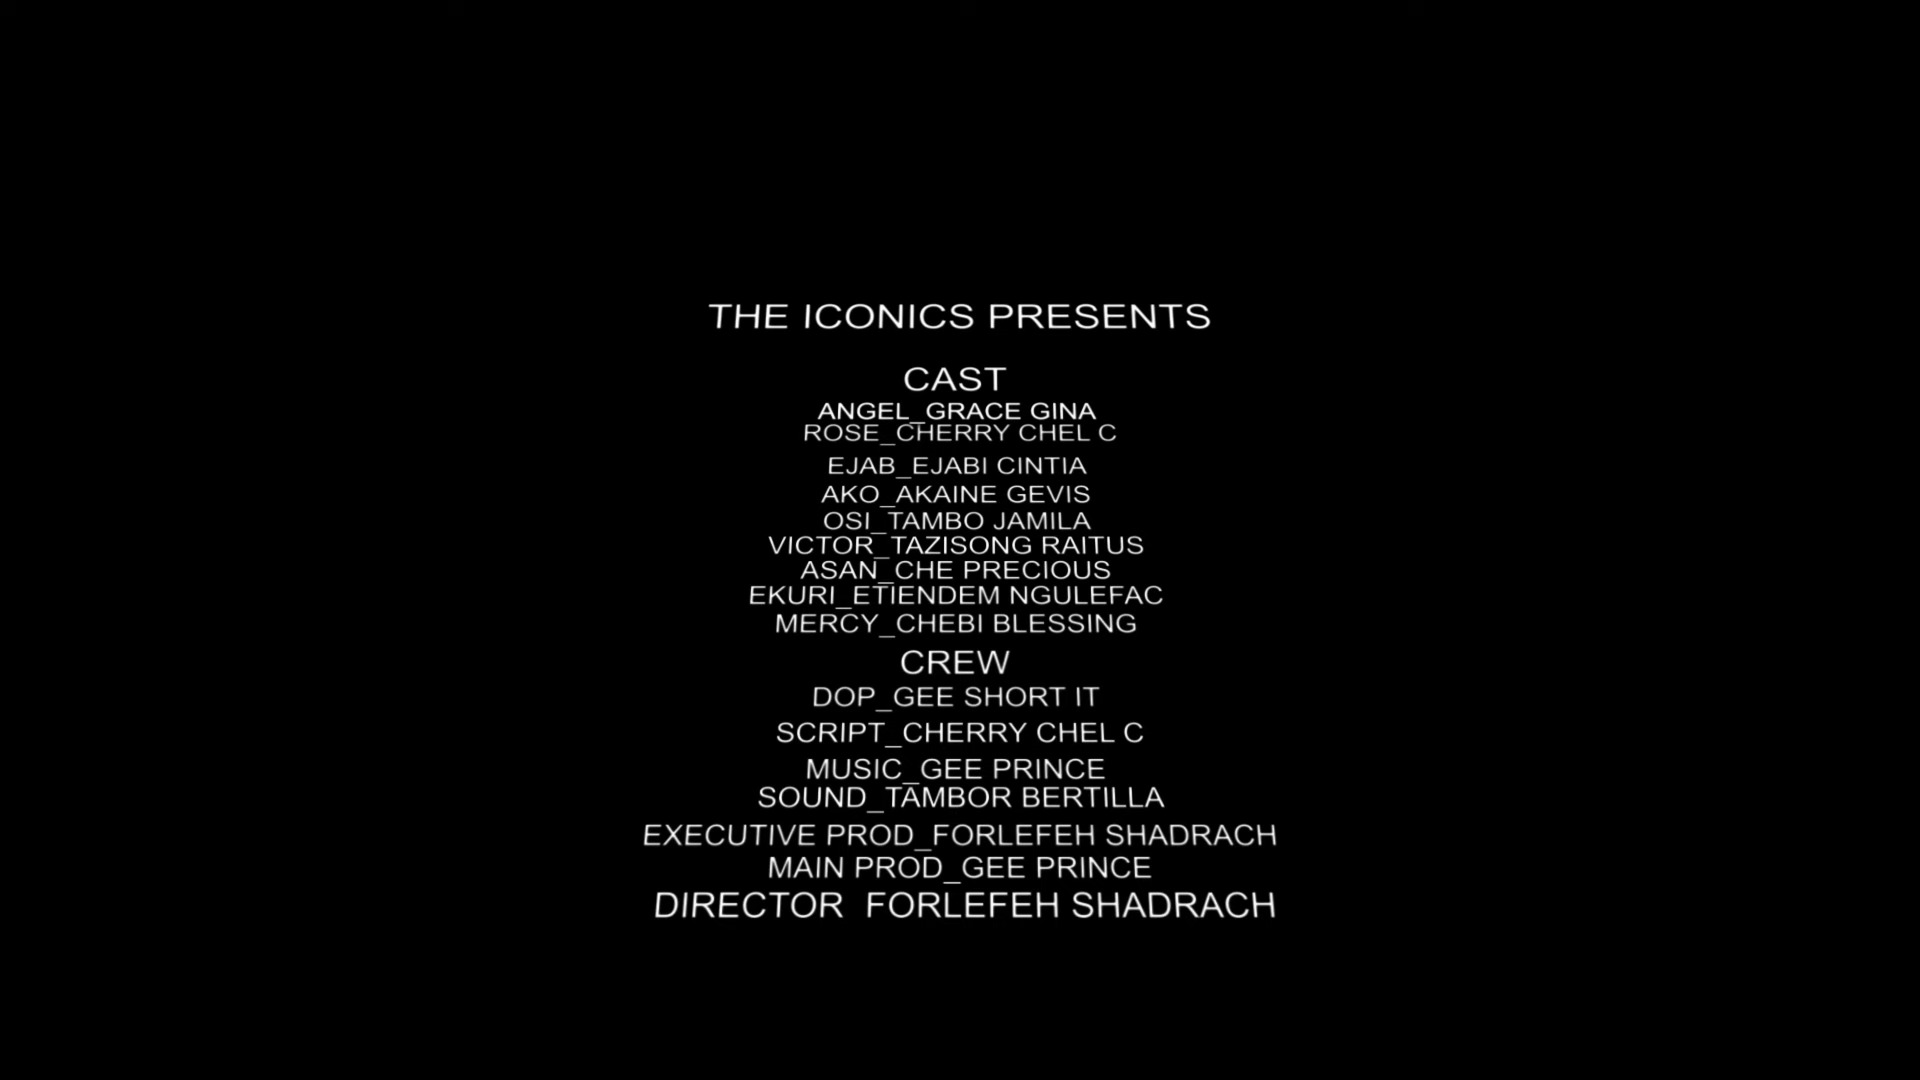 THE ICONICS PRESENTS
CAST
ANGEL_GRACE GINA
ROSE_CHERRY CHEL C
EJAB_EJABI CINTIA
AKO_AKAINE GEVIS
OSI_TAMBO JAMILA
VICTOR_TAZISONG RAITUS
ASAN_CHE PRECIOUS
EKURI_ETIENDEM NGULEFAC
MERCY_CHEBI BLESSING
CREW
DOP_GEE SHORT IT
SCRIPT_CHERRY CHEL C
MUSIC_GEE PRINCE
SOUND_TAMBOR BERTILLA
EXECUTIVE PROD_FORLEFEH SHADRACH
MAIN PROD_GEE PRINCE
DIRECTOR  FORLEFEH SHADRACH